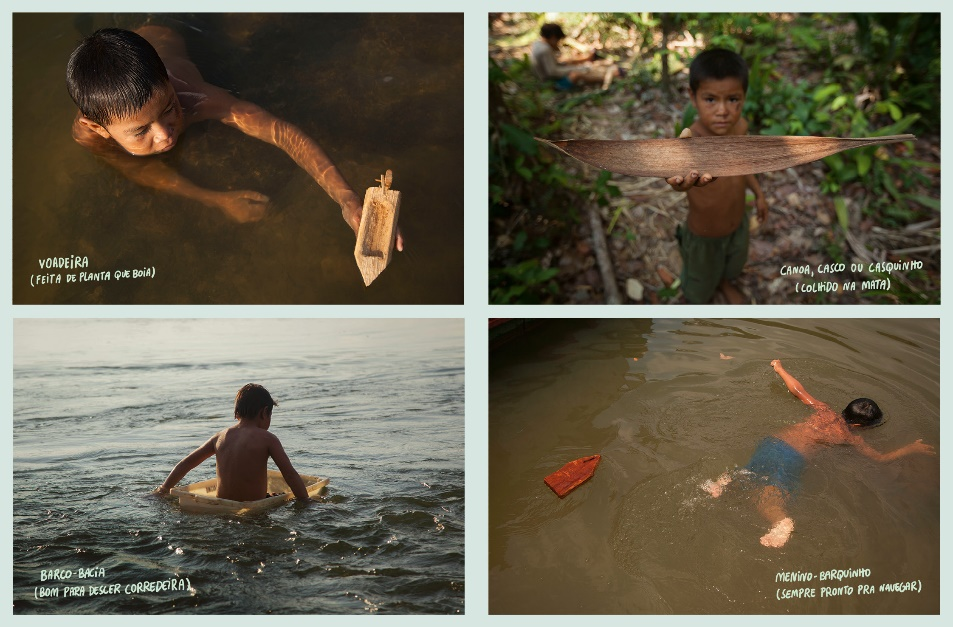 VOADEIRA
(FEITA DE PLANTA QUE BOIA)
CANOA, CASCO OU CASQUINHO
(COLHIDO NA MATA)
BARCO-BACIA
(BOM PARA DESCER CORREDEIRA)
MENINO-BARQUINHO
(SEMPRE PRONTO PRA NAVEGAR)